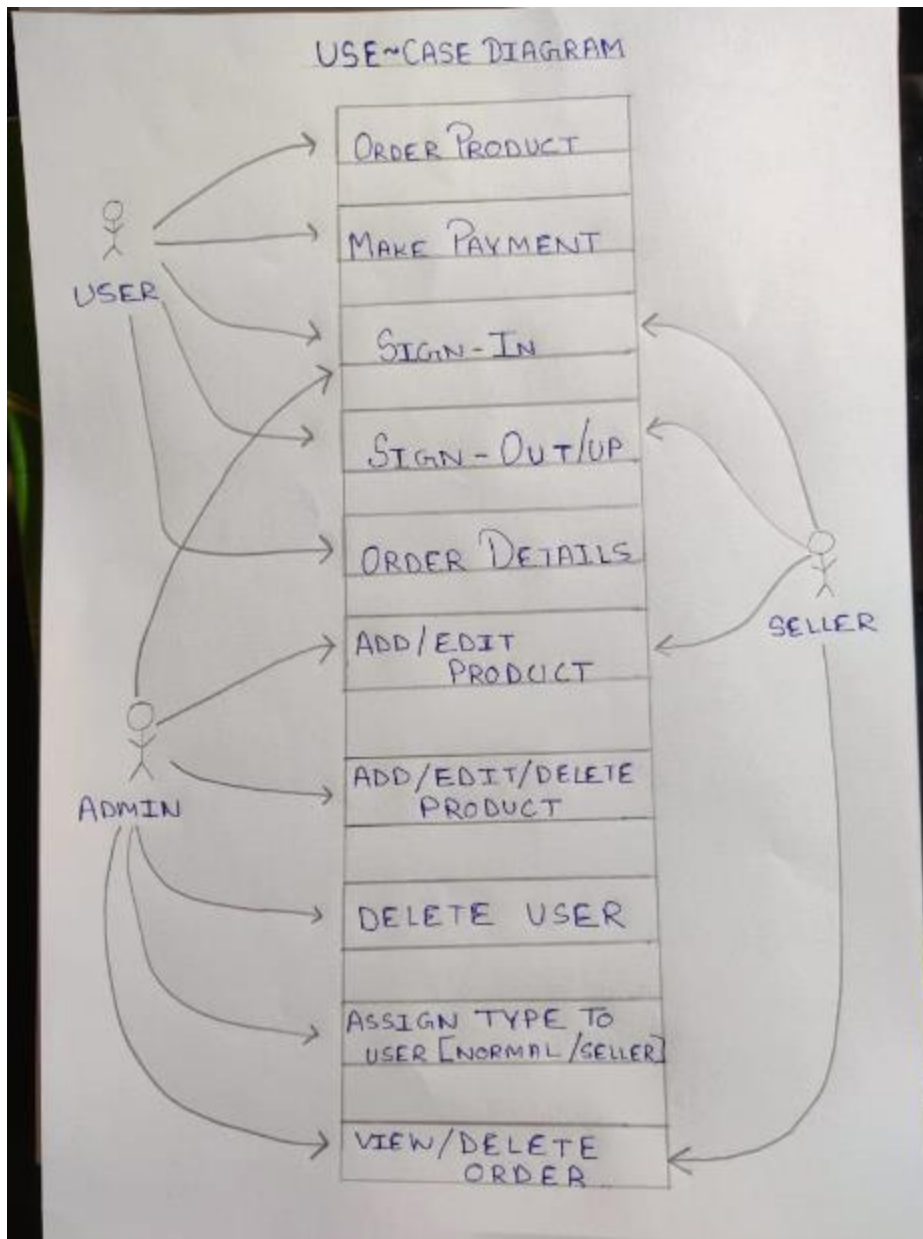 USE~CASE DIAGRAM
ORDER PRODUCT
MAKE PAYMENT
USER
SIGN-IN
SIGN-OUT/UP
ORDER DETAILS
SELLER
ADD/EDIT
PRODUCT
ADMIN
ADD/EDIT/DELETE
PRODUCT
DELETE USER
ASSIGN TYPE TO
USER [NORMAL/SELLER]
VIEW/DELETE
ORDER